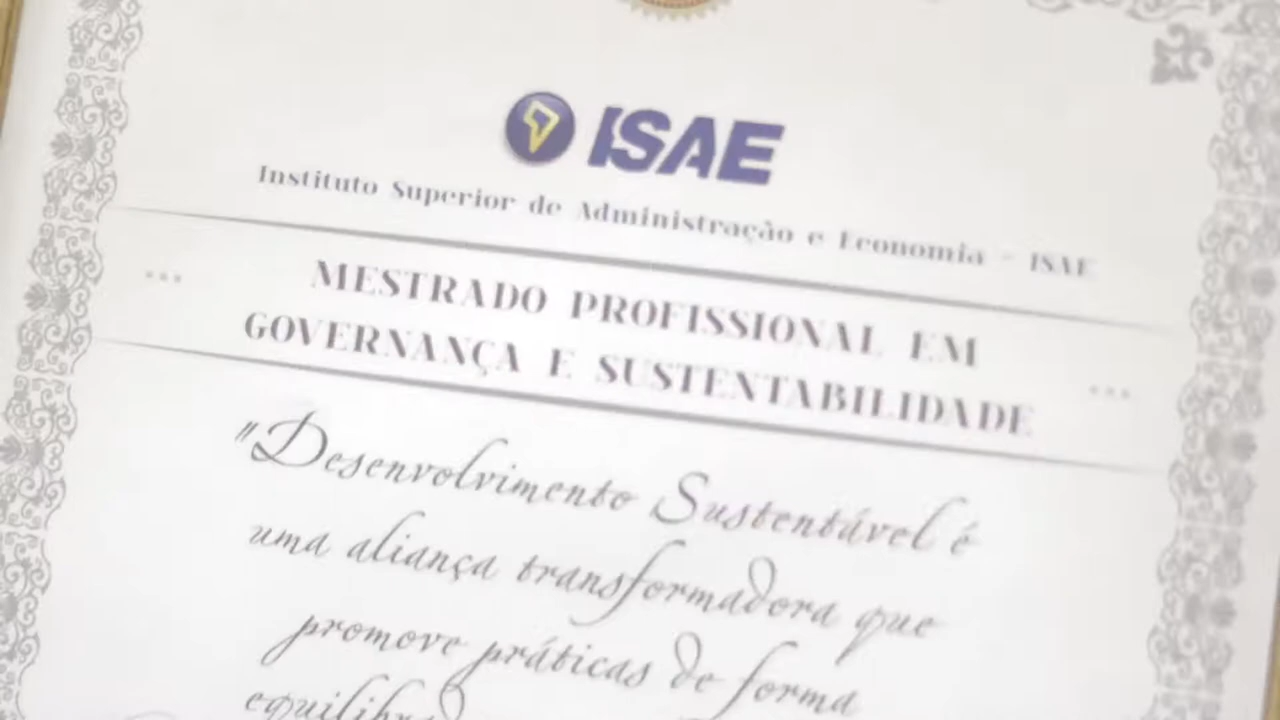 ISAE
Instituto Superior de Administração e Economia - ISAE
MESTRADO PROFISSIONAL EM
GOVERNANÇA E SUSTENTABILIDADE
"Desenvolvimento Sustentável é
uma aliança transformadora que
promove práticas de forma